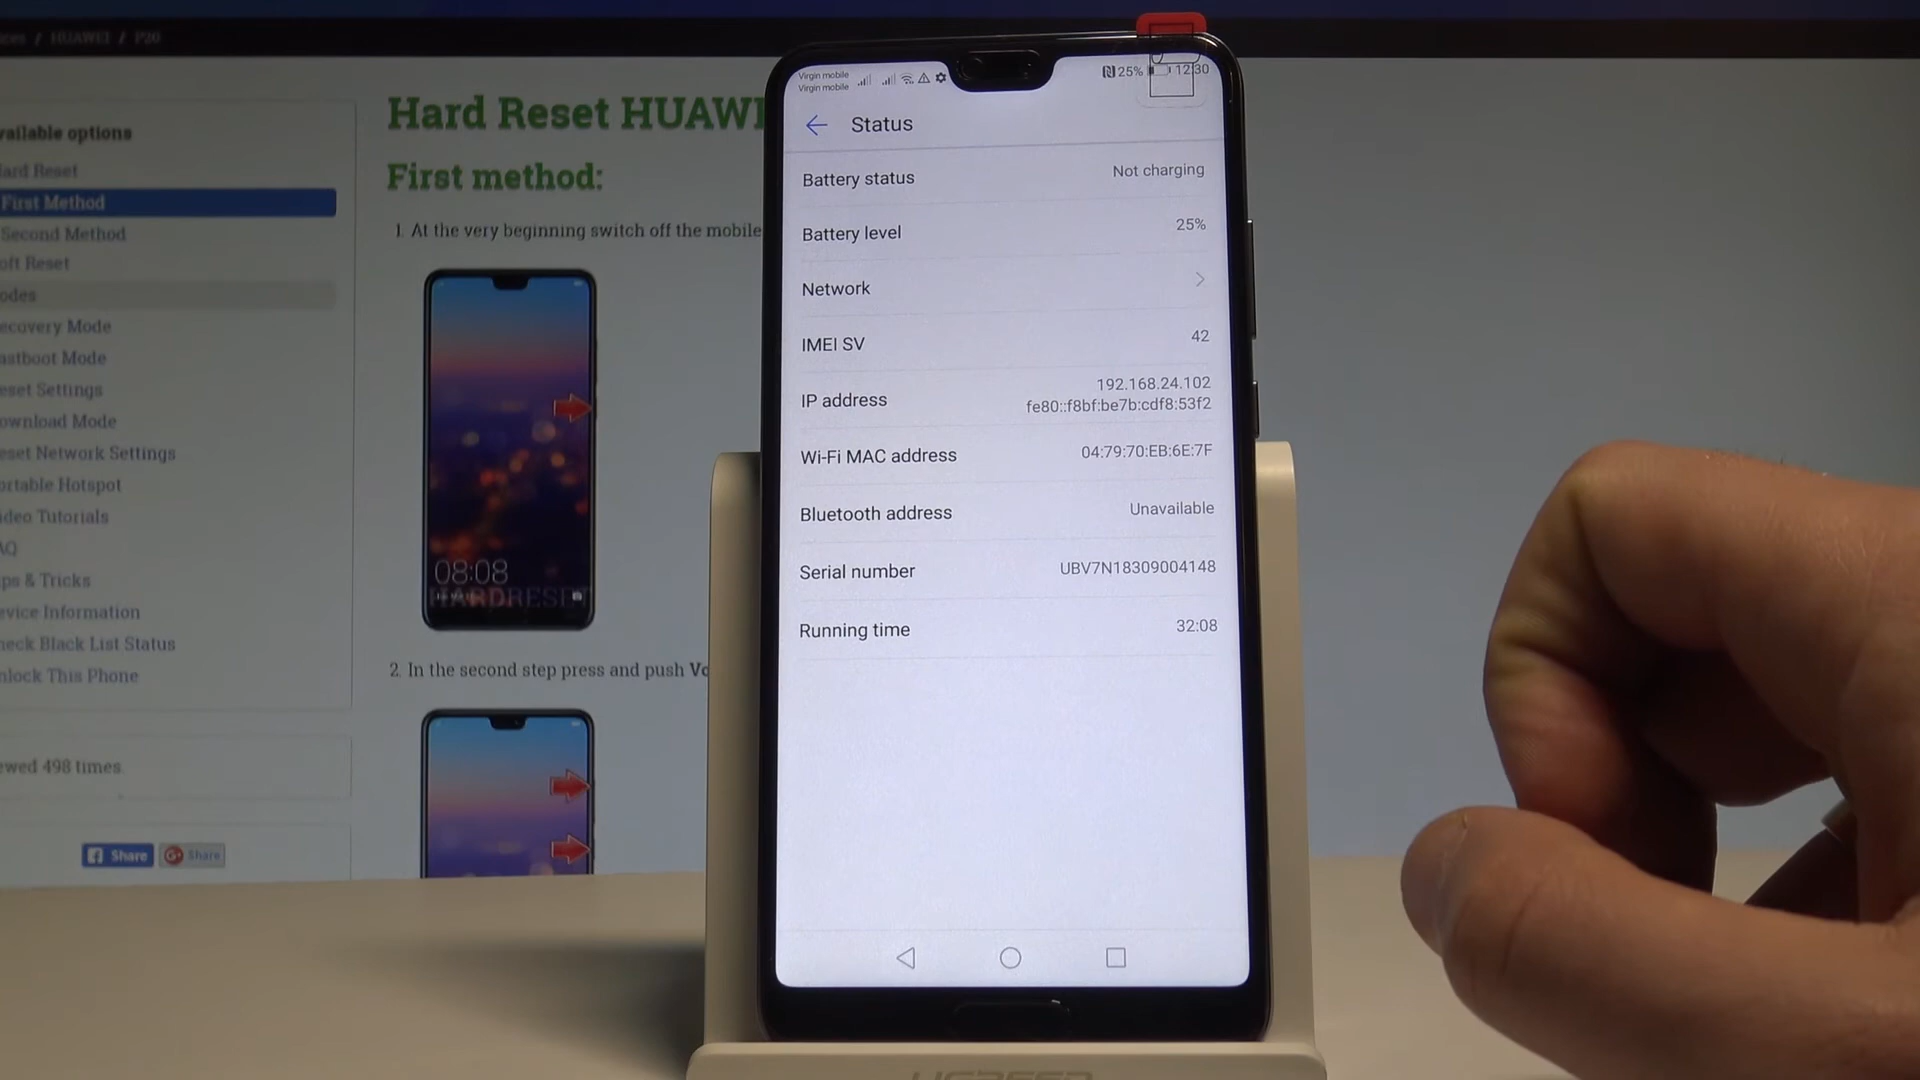 / HUAWEI / P20
vailable options
ard Reset
First Method
Second Method
oft Reset
odes
ecovery Mode
astboot Mode
eset Settings
ownload Mode
eset Network Settings
ortable Hotspot
ideo Tutorials
AQ
ps & Tricks
evice Information
heck Black List Status
nlock This Phone
ewed 498 times
Share
Share
Hard Reset HUAWEI
First method:
1. At the very beginning switch off the mobile
08:08
HARDRESET
2. In the second step press and push Vo
Virgin mobile
Virgin mobile
25%
12:30
Status
Battery status Not charging
Battery level 25%
Network
IMEI SV 42
IP address 192.168.24.102
fe80::f8bf:be7b:cdf8:53f2
Wi-Fi MAC address 04:79:70:EB:6E:7F
Bluetooth address Unavailable
Serial number UBV7N18309004148
Running time 32:08
UGREEN